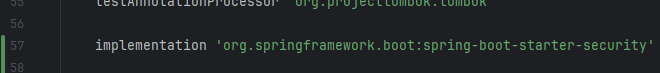 55 testAnnotationProcessor 'org.projectlombok:lombok'
56
57 implementation 'org.springframework.boot:spring-boot-starter-security'
58